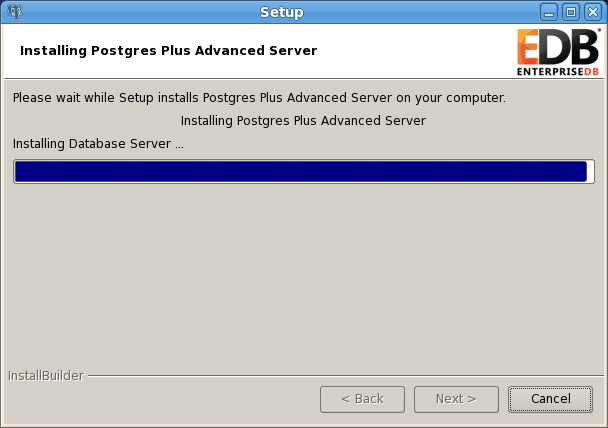 Setup
Installing Postgres Plus Advanced Server
EDB
ENTERPRISEDB
Please wait while Setup installs Postgres Plus Advanced Server on your computer.
Installing Postgres Plus Advanced Server
Installing Database Server ...
InstallBuilder
< Back
Next >
Cancel